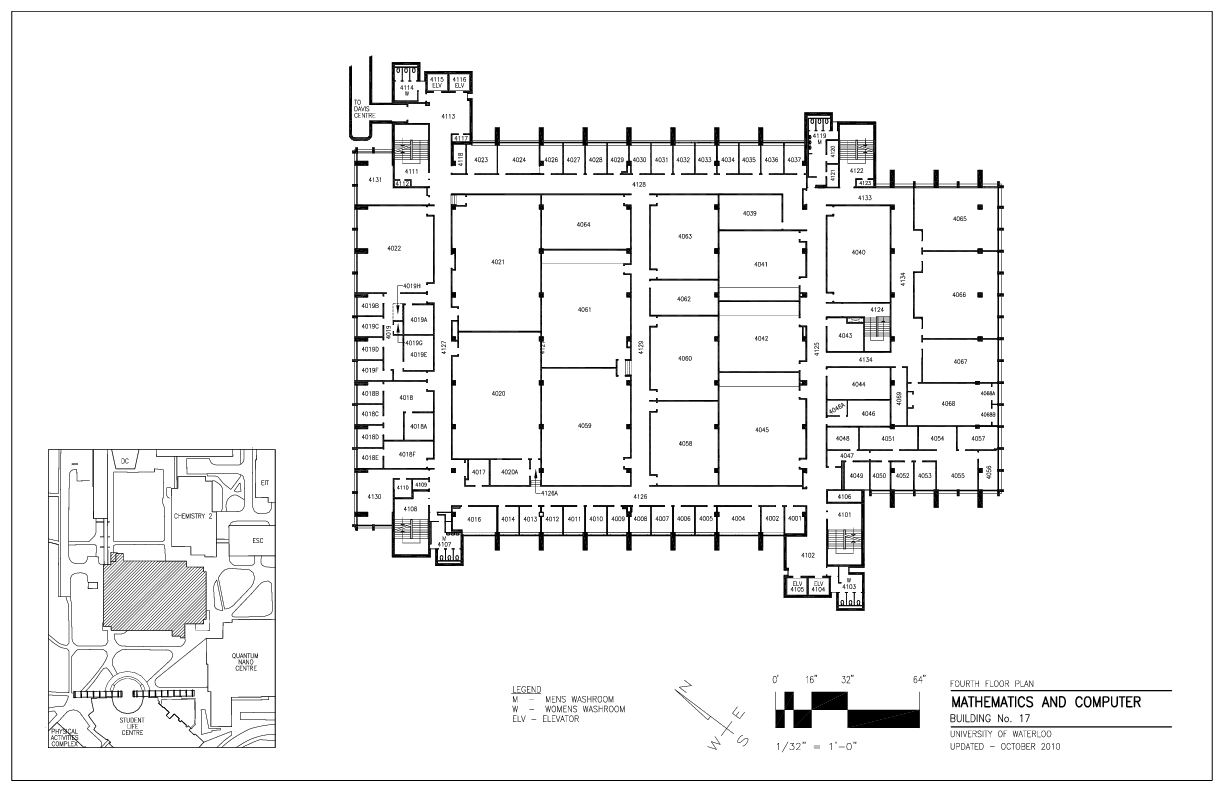 4115
ELV
4116
ELV
4114
W
TO
DAVIS
CENTRE
4113
4117
4119
M
4118
4023
4024
4026
4027
4028
4029
4030
4031
4032
4033
4034
4035
4036
4037
4120
4121
4122
4123
4131
4111
4112
4128
4133
4022
4021
4064
4063
4039
4040
4065
4041
4134
4066
4019H
4019B
4019A
4019C
4019
4019G
4019E
4019D
4019F
4127
4061
4062
4124
4043
4042
4125
4127
4129
4060
4134
4067
4020
4018B
4018
4018C
4018A
4018D
4018F
4018E
4059
4058
4045
4044
4069
4068
4068A
4068B
4046A
4046
4048
4051
4054
4057
4047
4049
4050
4052
4053
4055
4056
4017
4020A
4126A
4126
4130
4110
4109
4108
M
4107
4016
4014
4013
4012
4011
4010
4009
4008
4007
4006
4005
4004
4002
4001
4106
4101
4102
ELV
4105
ELV
4104
W
4103
DC
EIT
CHEMISTRY 2
ESC
QUANTUM
NANO
CENTRE
STUDENT
LIFE
CENTRE
PHYSICAL
ACTIVITIES
COMPLEX
LEGEND
M – MENS WASHROOM
W – WOMENS WASHROOM
ELV – ELEVATOR
N
E
W
S
0' 16" 32" 64"
1/32" = 1'-0"
FOURTH FLOOR PLAN
MATHEMATICS AND COMPUTER
BUILDING No. 17
UNIVERSITY OF WATERLOO
UPDATED – OCTOBER 2010